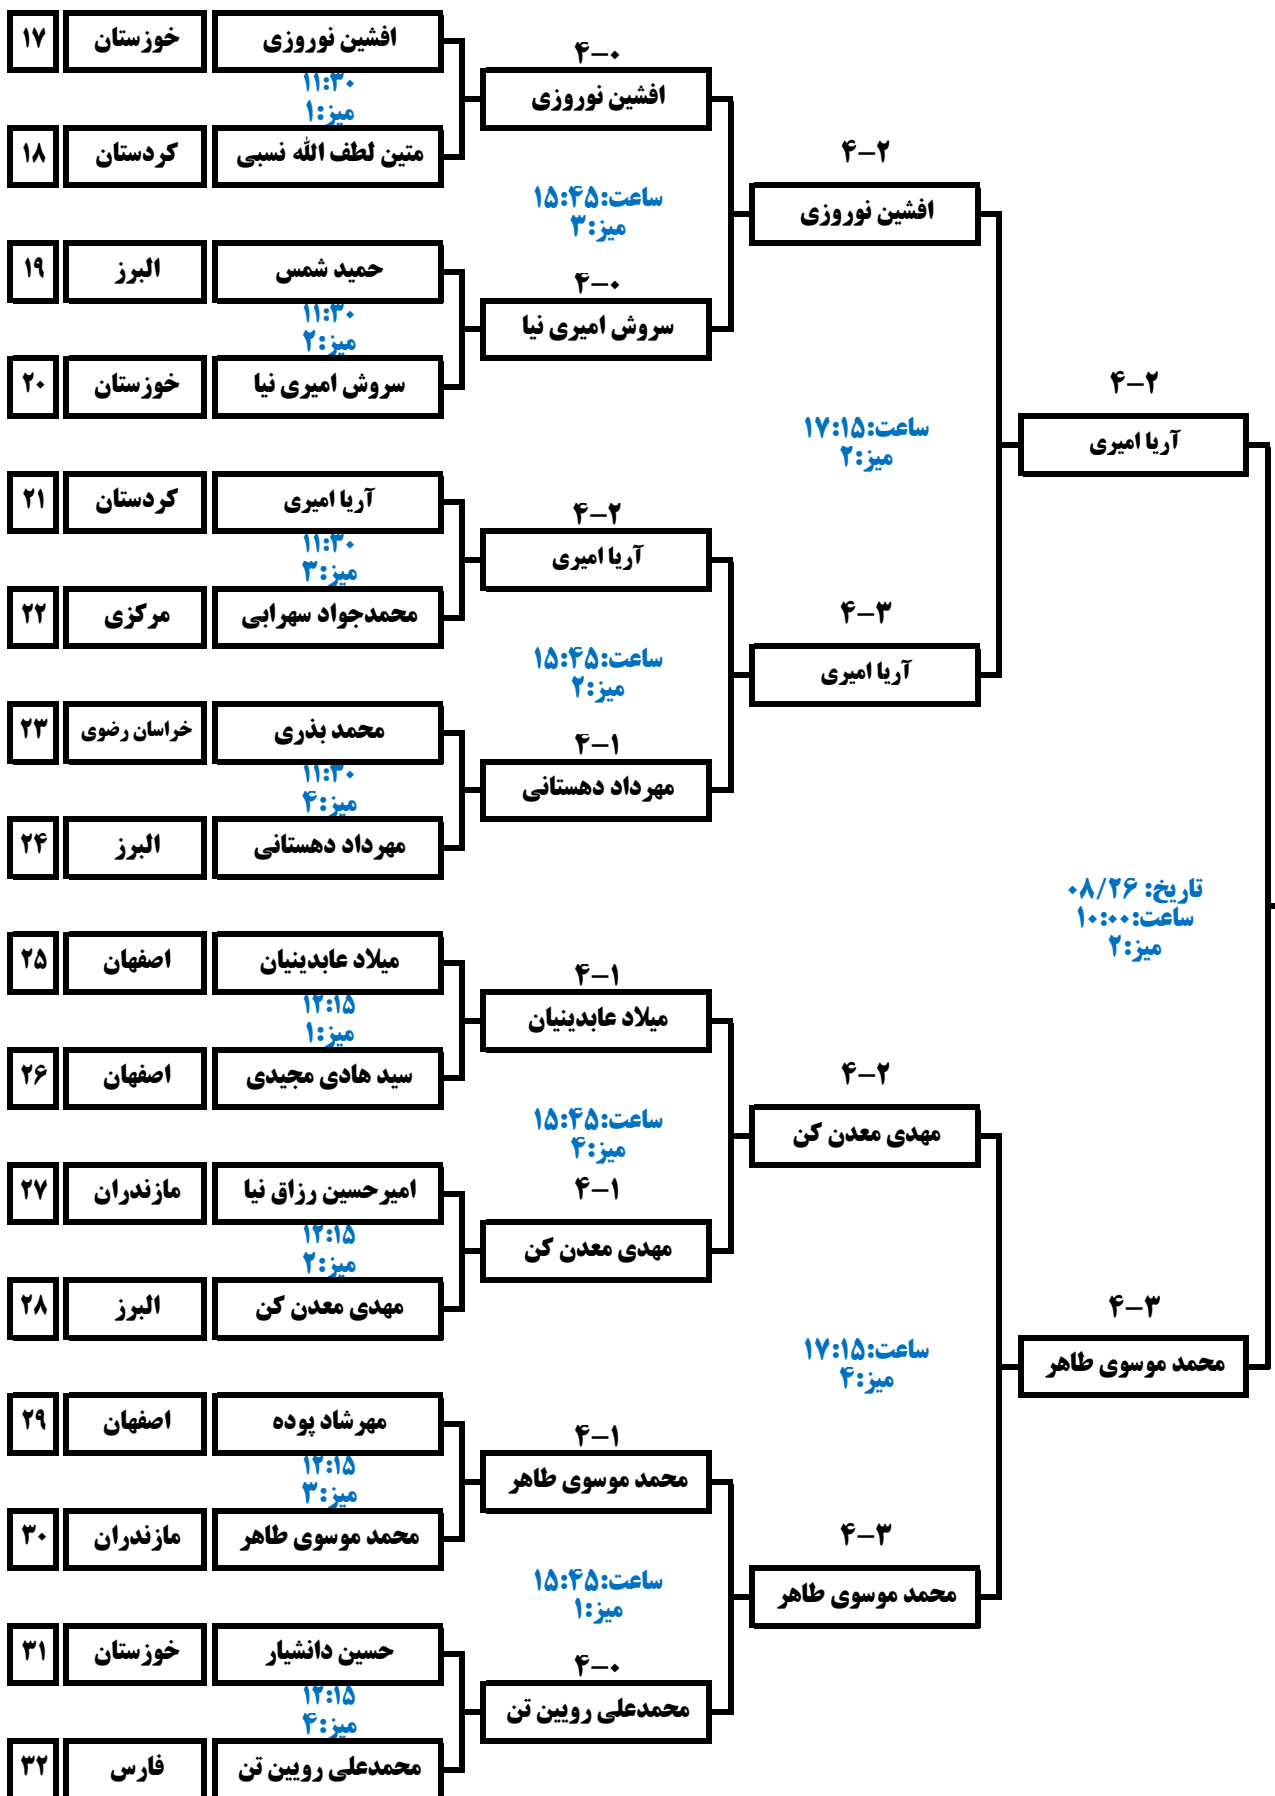 ۱۷ خوزستان افشین نوروزی
۱۱:۳۰
میز:۱
۱۸ کردستان متین لطف الله نسبی
۴-۰
افشین نوروزی
ساعت:۱۵:۴۵
میز:۳
۱۹ البرز حمید شمس
۱۱:۳۰
میز:۲
۲۰ خوزستان سروش امیری نیا
۴-۰
سروش امیری نیا
۴-۲
افشین نوروزی
ساعت:۱۷:۱۵
میز:۲
۲۱ کردستان آریا امیری
۱۱:۳۰
میز:۳
۲۲ مرکزی محمدجواد سهرابی
۴-۲
آریا امیری
ساعت:۱۵:۴۵
میز:۲
۲۳ خراسان رضوی محمد بذری
۱۱:۳۰
میز:۴
۲۴ البرز مهرداد دهستانی
۴-۱
مهرداد دهستانی
۴-۳
آریا امیری
۴-۲
آریا امیری
تاریخ: ۰۸/۲۶
ساعت:۱۰:۰۰
میز:۲
۲۵ اصفهان میلاد عابدینیان
۱۲:۱۵
میز:۱
۲۶ اصفهان سید هادی مجیدی
۴-۱
میلاد عابدینیان
ساعت:۱۵:۴۵
میز:۴
۲۷ مازندران امیرحسین رزاق نیا
۱۲:۱۵
میز:۲
۲۸ البرز مهدی معدن کن
۴-۱
مهدی معدن کن
۴-۲
مهدی معدن کن
ساعت:۱۷:۱۵
میز:۴
۲۹ اصفهان مهرشاد پوده
۱۲:۱۵
میز:۳
۳۰ مازندران محمد موسوی طاهر
۴-۱
محمد موسوی طاهر
ساعت:۱۵:۴۵
میز:۱
۳۱ خوزستان حسین دانشیار
۱۲:۱۵
میز:۴
۳۲ فارس محمدعلی رویین تن
۴-۰
محمدعلی رویین تن
۴-۳
محمد موسوی طاهر
۴-۳
محمد موسوی طاهر